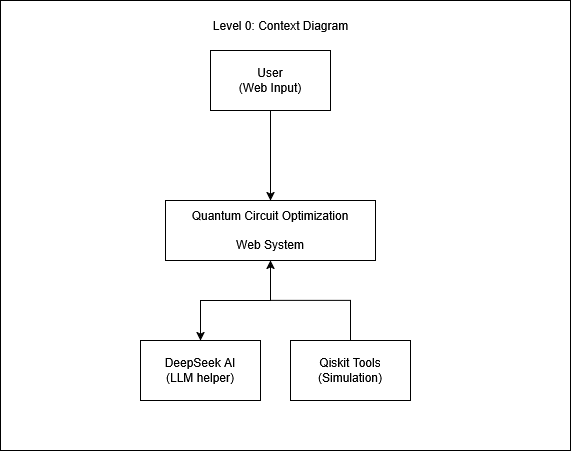 Level 0: Context Diagram
User
(Web Input)
Quantum Circuit Optimization
Web System
DeepSeek AI
(LLM helper)
Qiskit Tools
(Simulation)